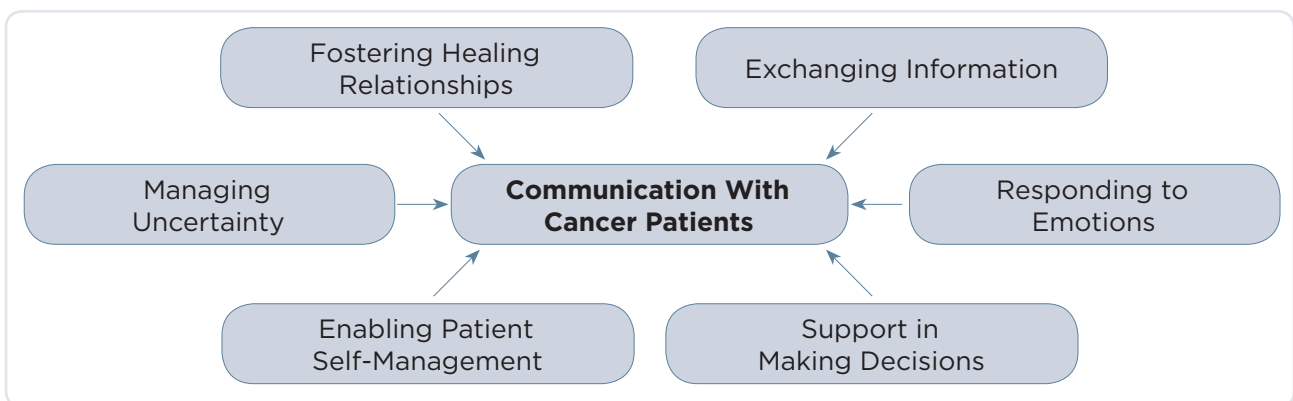 Fostering Healing
Relationships
Exchanging Information
Managing
Uncertainty
Communication With
Cancer Patients
Responding to
Emotions
Enabling Patient
Self-Management
Support in
Making Decisions